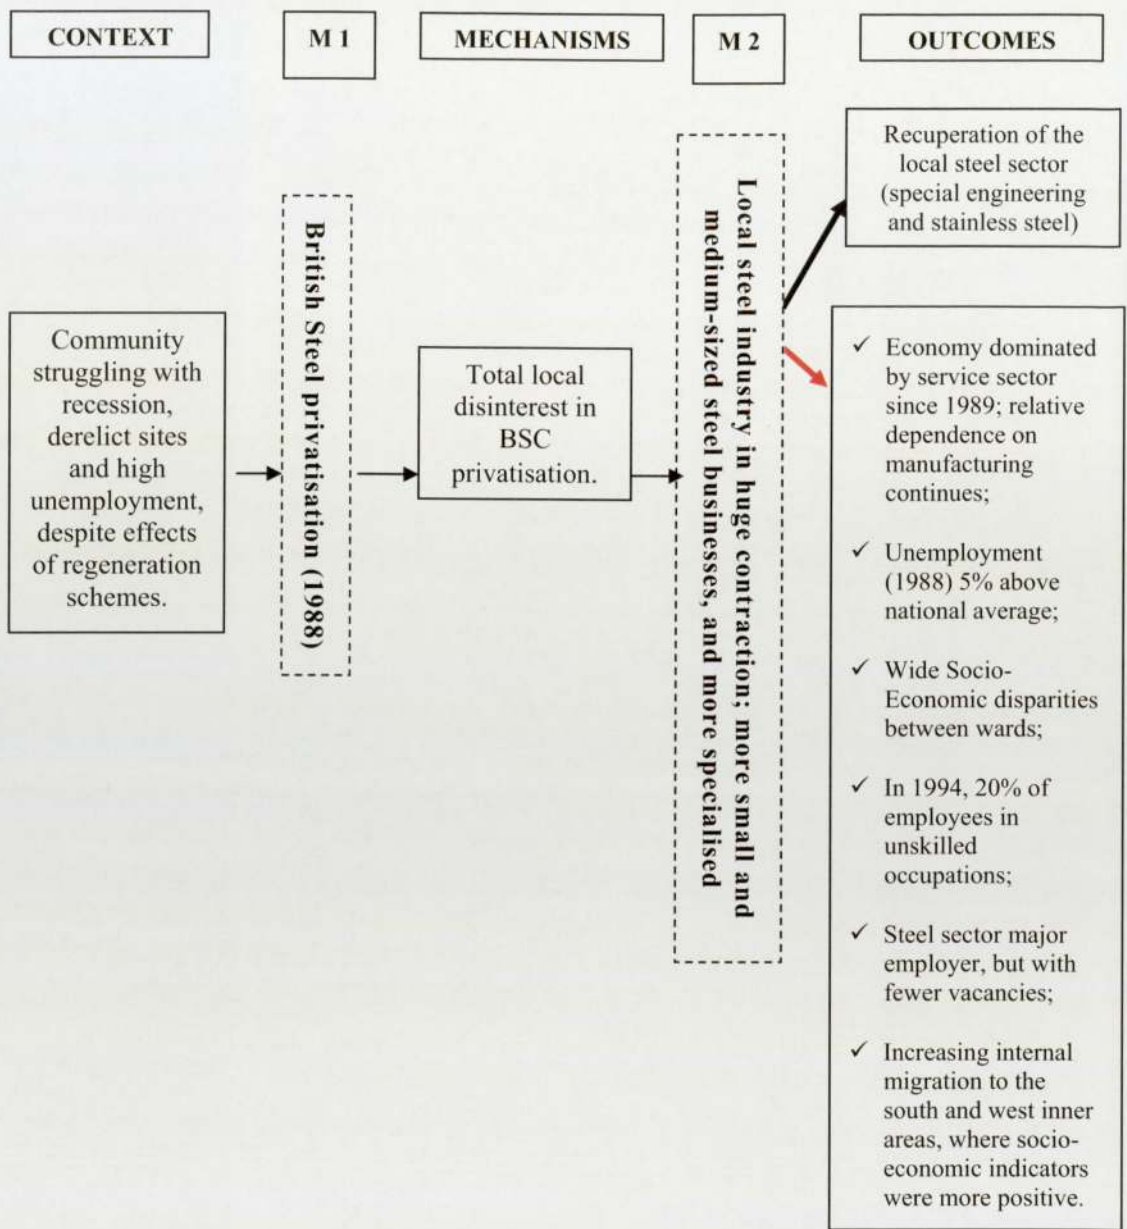 CONTEXT
M 1
MECHANISMS
M 2
OUTCOMES
Community
struggling with
recession,
derelict sites
and high
unemployment,
despite effects
of regeneration
schemes.
British Steel privatisation (1988)
Total local
disinterest in
BSC
privatisation.
Local steel industry in huge contraction; more small and
medium-sized steel businesses, and more specialised
Recuperation of the
local steel sector
(special engineering
and stainless steel)
✓ Economy dominated
by service sector
since 1989; relative
dependence on
manufacturing
continues;
✓ Unemployment
(1988) 5% above
national average;
✓ Wide Socio-
Economic disparities
between wards;
✓ In 1994, 20% of
employees in
unskilled
occupations;
✓ Steel sector major
employer, but with
fewer vacancies;
✓ Increasing internal
migration to the
south and west inner
areas, where socio-
economic indicators
were more positive.